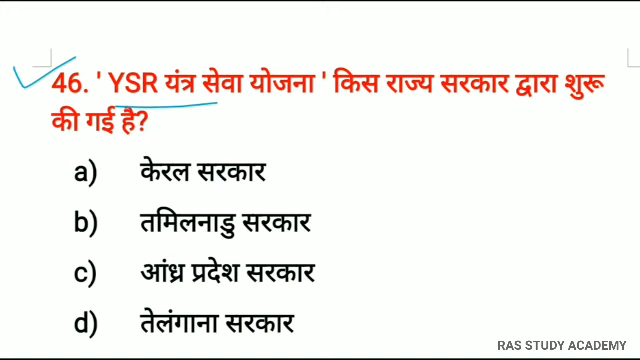 46. ' YSR यंत्र सेवा योजना ' किस राज्य सरकार द्वारा शुरू
की गई है?
a) केरल सरकार
b) तमिलनाडु सरकार
c) आंध्र प्रदेश सरकार
d) तेलंगाना सरकार
RAS STUDY ACADEMY